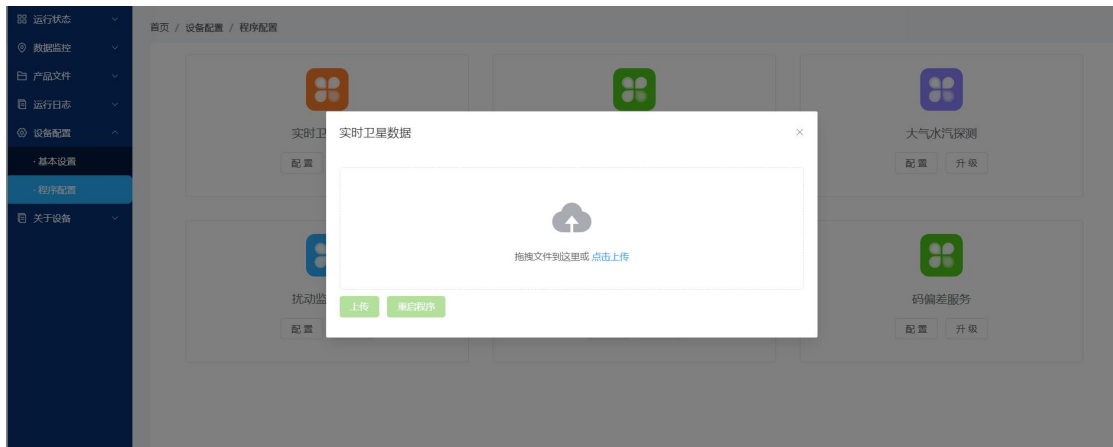 运行状态
数据监控
产品文件
运行日志
设备配置
·基本设置
·程序配置
关于设备
首页 / 设备配置 / 程序配置
实时卫
大气水汽探测
配置
配置 升级
实时卫星数据
拖拽文件到这里或 点击上传
上传 重启程序
扰动监
码偏差服务
配置
配置 升级